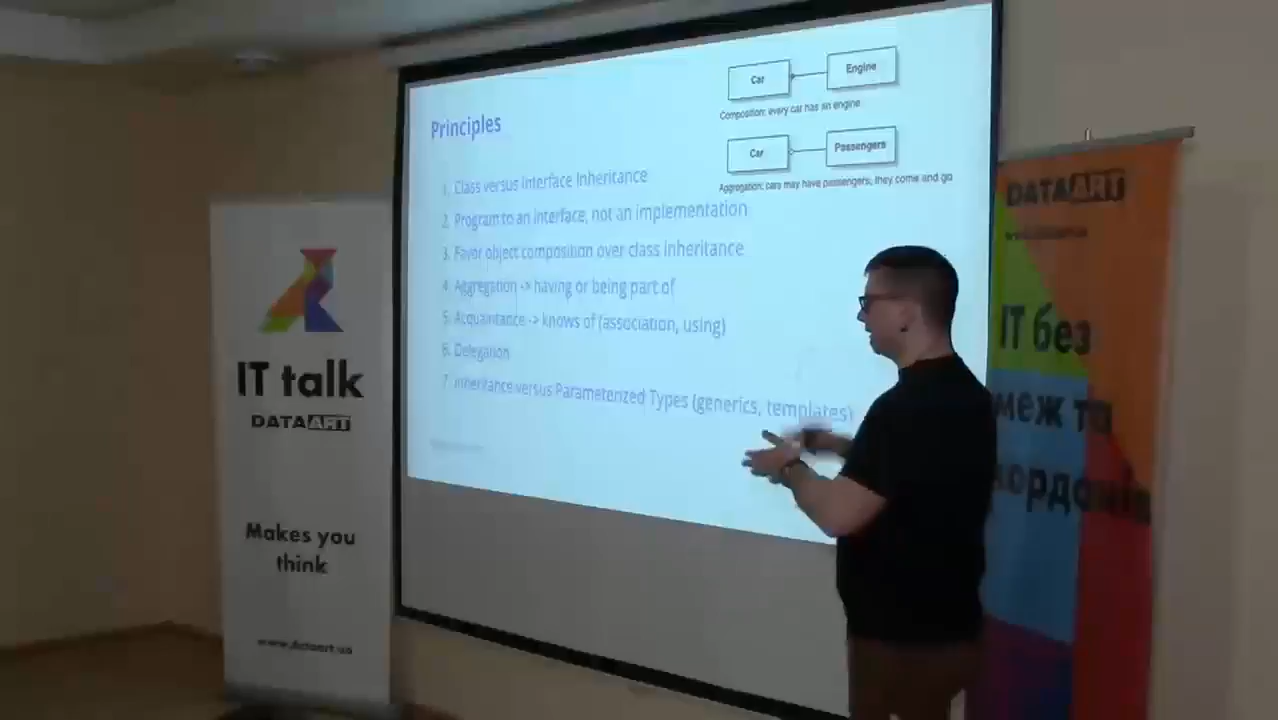 Principles
1. Class versus Interface Inheritance
2. Program to an interface, not an implementation
3. Favor object composition over class inheritance
4. Aggregation -> having or being part of
5. Acquaintance -> knows of (association, using)
6. Delegation
7. Inheritance versus Parameterized Types (generics, templates)
Car
Engine
Composition: every car has an engine
Car
Passengers
Aggregation: cars may have passengers, they come and go
IT talk
DATAART
Makes you
think
www.dataart.ua
DATAART
IT без
меж та
кордонів